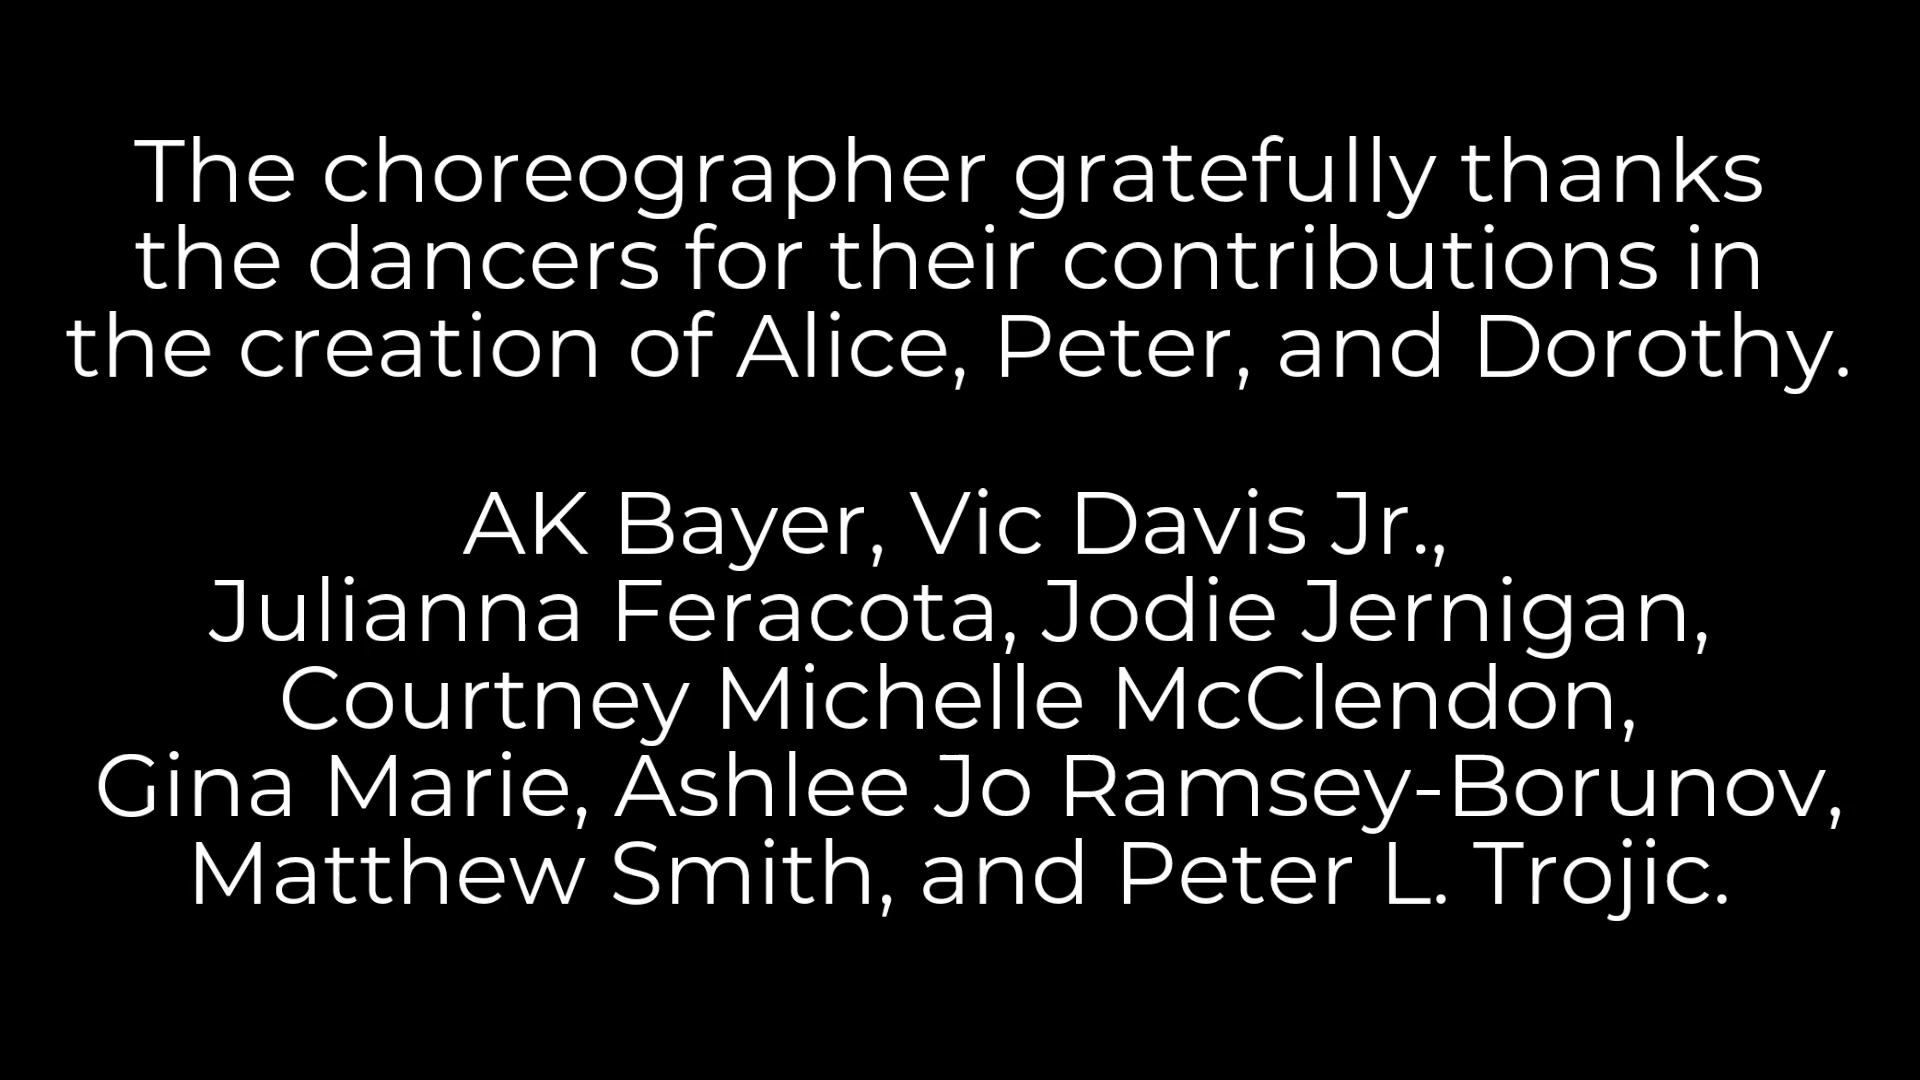 The choreographer gratefully thanks
the dancers for their contributions in
the creation of Alice, Peter, and Dorothy.
AK Bayer, Vic Davis Jr.,
Julianna Feracota, Jodie Jernigan,
Courtney Michelle McClendon,
Gina Marie, Ashlee Jo Ramsey-Borunov,
Matthew Smith, and Peter L. Trojic.